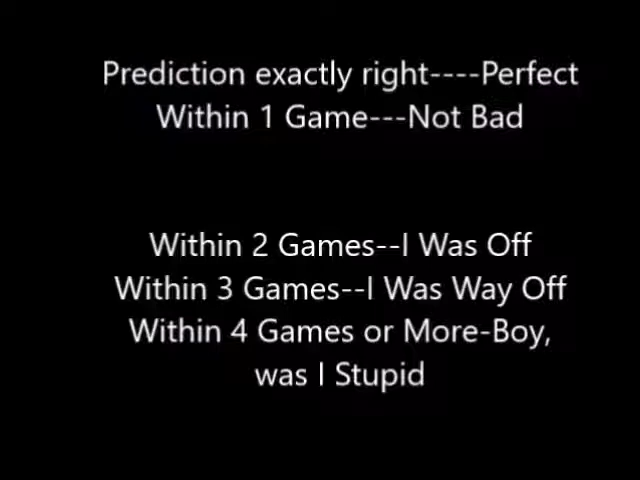 Prediction exactly right----Perfect
Within 1 Game---Not Bad
Within 2 Games--I Was Off
Within 3 Games--I Was Way Off
Within 4 Games or More-Boy,
was I Stupid